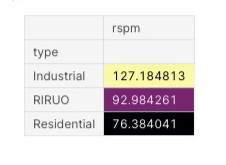 rspm
type
Industrial 127.184813
RIRUO 92.984261
Residential 76.384041